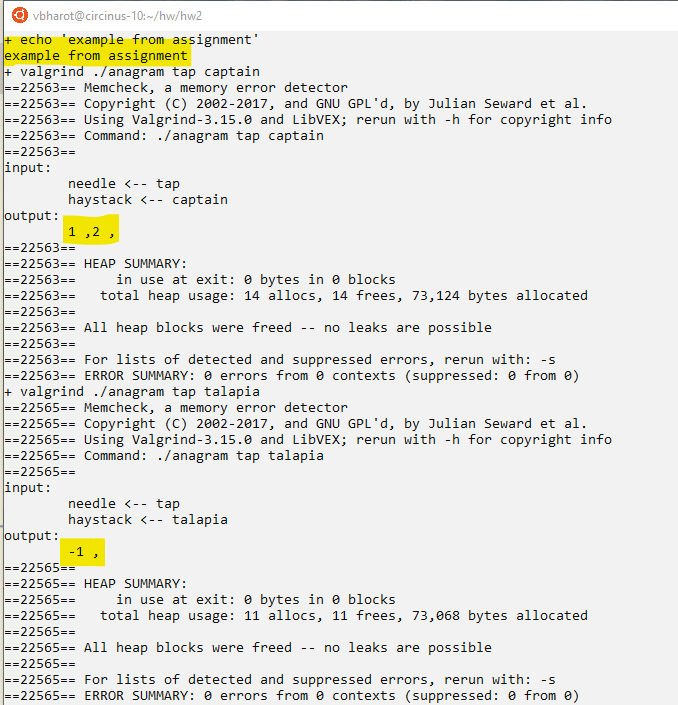 vbharot@circinus-10:~/hw/hw2
+ echo 'example from assignment'
example from assignment
+ valgrind ./anagram tap captain
==22563== Memcheck, a memory error detector
==22563== Copyright (C) 2002-2017, and GNU GPL'd, by Julian Seward et al.
==22563== Using Valgrind-3.15.0 and LibVEX; rerun with -h for copyright info
==22563== Command: ./anagram tap captain
==22563==
input:
        needle <-- tap
        haystack <-- captain
output:
        1 ,2 ,
==22563==
==22563== HEAP SUMMARY:
==22563==     in use at exit: 0 bytes in 0 blocks
==22563==   total heap usage: 14 allocs, 14 frees, 73,124 bytes allocated
==22563==
==22563== All heap blocks were freed -- no leaks are possible
==22563==
==22563== For lists of detected and suppressed errors, rerun with: -s
==22563== ERROR SUMMARY: 0 errors from 0 contexts (suppressed: 0 from 0)
+ valgrind ./anagram tap talapia
==22565== Memcheck, a memory error detector
==22565== Copyright (C) 2002-2017, and GNU GPL'd, by Julian Seward et al.
==22565== Using Valgrind-3.15.0 and LibVEX; rerun with -h for copyright info
==22565== Command: ./anagram tap talapia
==22565==
input:
        needle <-- tap
        haystack <-- talapia
output:
        -1 ,
==22565==
==22565== HEAP SUMMARY:
==22565==     in use at exit: 0 bytes in 0 blocks
==22565==   total heap usage: 11 allocs, 11 frees, 73,068 bytes allocated
==22565==
==22565== All heap blocks were freed -- no leaks are possible
==22565==
==22565== For lists of detected and suppressed errors, rerun with: -s
==22565== ERROR SUMMARY: 0 errors from 0 contexts (suppressed: 0 from 0)